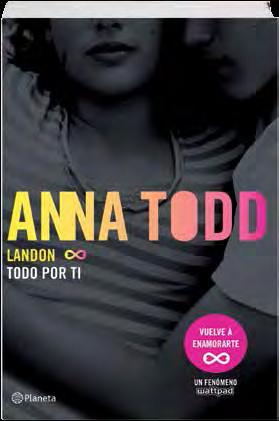 ANNA TODD
LANDON ∞
TODO POR TI
VUELVE A
ENAMORARTE
∞
UN FENÓMENO
wattpad
Planeta